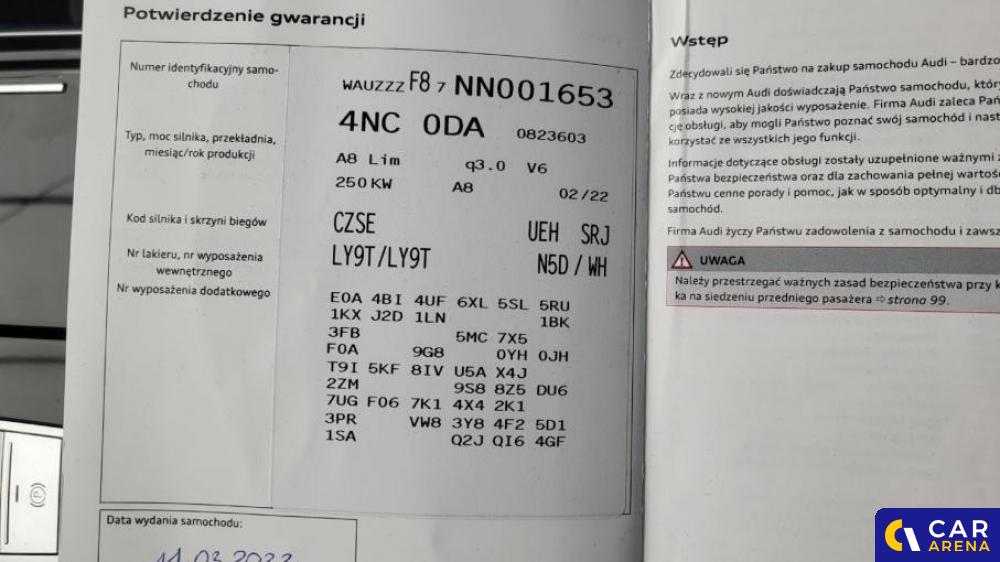 Potwierdzenie gwarancji
Numer identyfikacyjny samo-
chodu
WAUZZZ F8 7 NN001653
4NC 0DA 0823603
Typ, moc silnika, przekładnia,
miesiąc/rok produkcji
A8 Lim q3.0 V6
250 KW A8 02/22
Kod silnika i skrzyni biegów
CZSE UEH SRJ
Nr lakieru, nr wyposażenia
wewnętrznego
LY9T/LY9T N5D/WH
Nr wyposażenia dodatkowego
E0A 4BI 4UF 6XL 5SL 5RU
1KX J2D 1LN 1BK
3FB 5MC 7X5
F0A 9G8 0YH 0JH
T9I 5KF 8IV U5A X4J
2ZM 9S8 8Z5 DU6
7UG F06 7K1 4X4 2K1
3PR VW8 3Y8 4F2 5D1
1SA Q2J QI6 4GF
Data wydania samochodu:
11.03.2022
Wstęp
Zdecydowali się Państwo na zakup samochodu Audi – bardzo
Wraz z nowym Audi doświadczają Państwo samochodu, któr
posiada wysokiej jakości wyposażenie. Firma Audi zaleca Pań
cję obsługi, aby mogli Państwo poznać swój samochód i nast
korzystać ze wszystkich jego funkcji.
Informacje dotyczące obsługi zostały uzupełnione ważnymi z
Państwa bezpieczeństwa oraz dla zachowania pełnej wartoś
Państwu cenne porady i pomoc, jak w sposób optymalny i db
samochód.
Firma Audi życzy Państwu zadowolenia z samochodu i zawsz
UWAGA
Należy przestrzegać ważnych zasad bezpieczeństwa przy k
ka na siedzeniu przedniego pasażera ⇨ strona 99.
CAR
ARENA